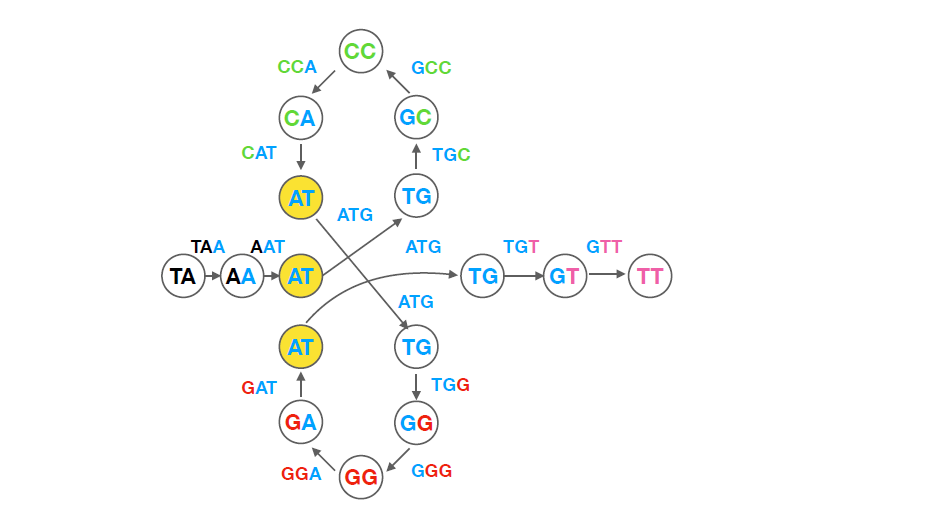 CC
CCA GCC
CA GC
CAT TGC
AT TG
ATG
TAA AAT ATG TGT GTT
TA AA AT TG GT TT
ATG
AT TG
GAT TGG
GA GG
GGA GGG
GG